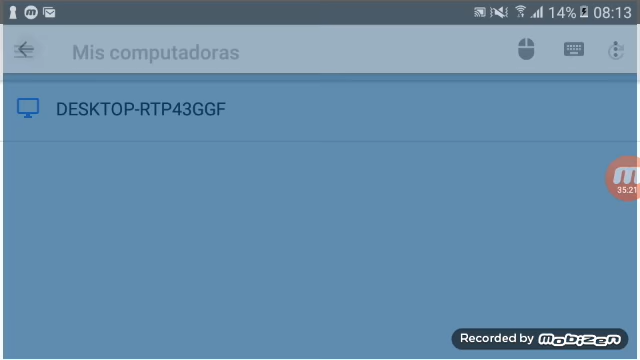 14% 08:13
Mis computadoras
DESKTOP-RTP43GGF
35:21
Recorded by mobizen